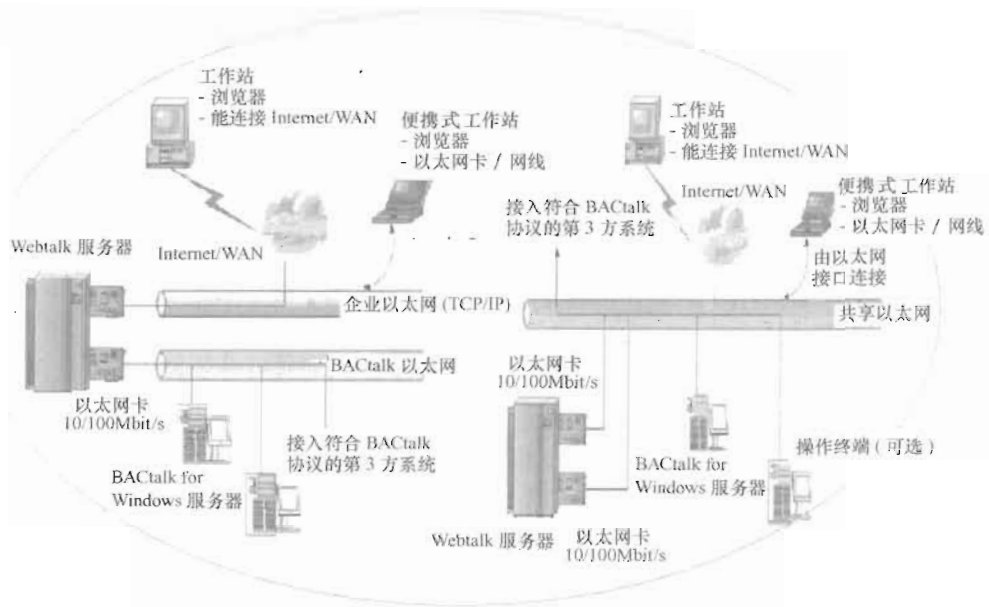 工作站
- 浏览器
- 能连接 Internet/WAN
便携式工作站
- 浏览器
- 以太网卡 / 网线
Internet/WAN
Webtalk 服务器
企业以太网 (TCP/IP)
BACtalk 以太网
以太网卡
10/100Mbit/s
接入符合 BACtalk
协议的第 3 方系统
BACtalk for
Windows 服务器
工作站
- 浏览器
- 能连接 Internet/WAN
Internet/WAN
便携式工作站
- 浏览器
- 以太网卡 / 网线
接入符合 BACtalk
协议的第 3 方系统
由以太网
接口连接
共享以太网
以太网卡
10/100Mbit/s
操作终端 ( 可选 )
BACtalk for
Windows 服务器
Webtalk 服务器
以太网卡
10/100Mbit/s